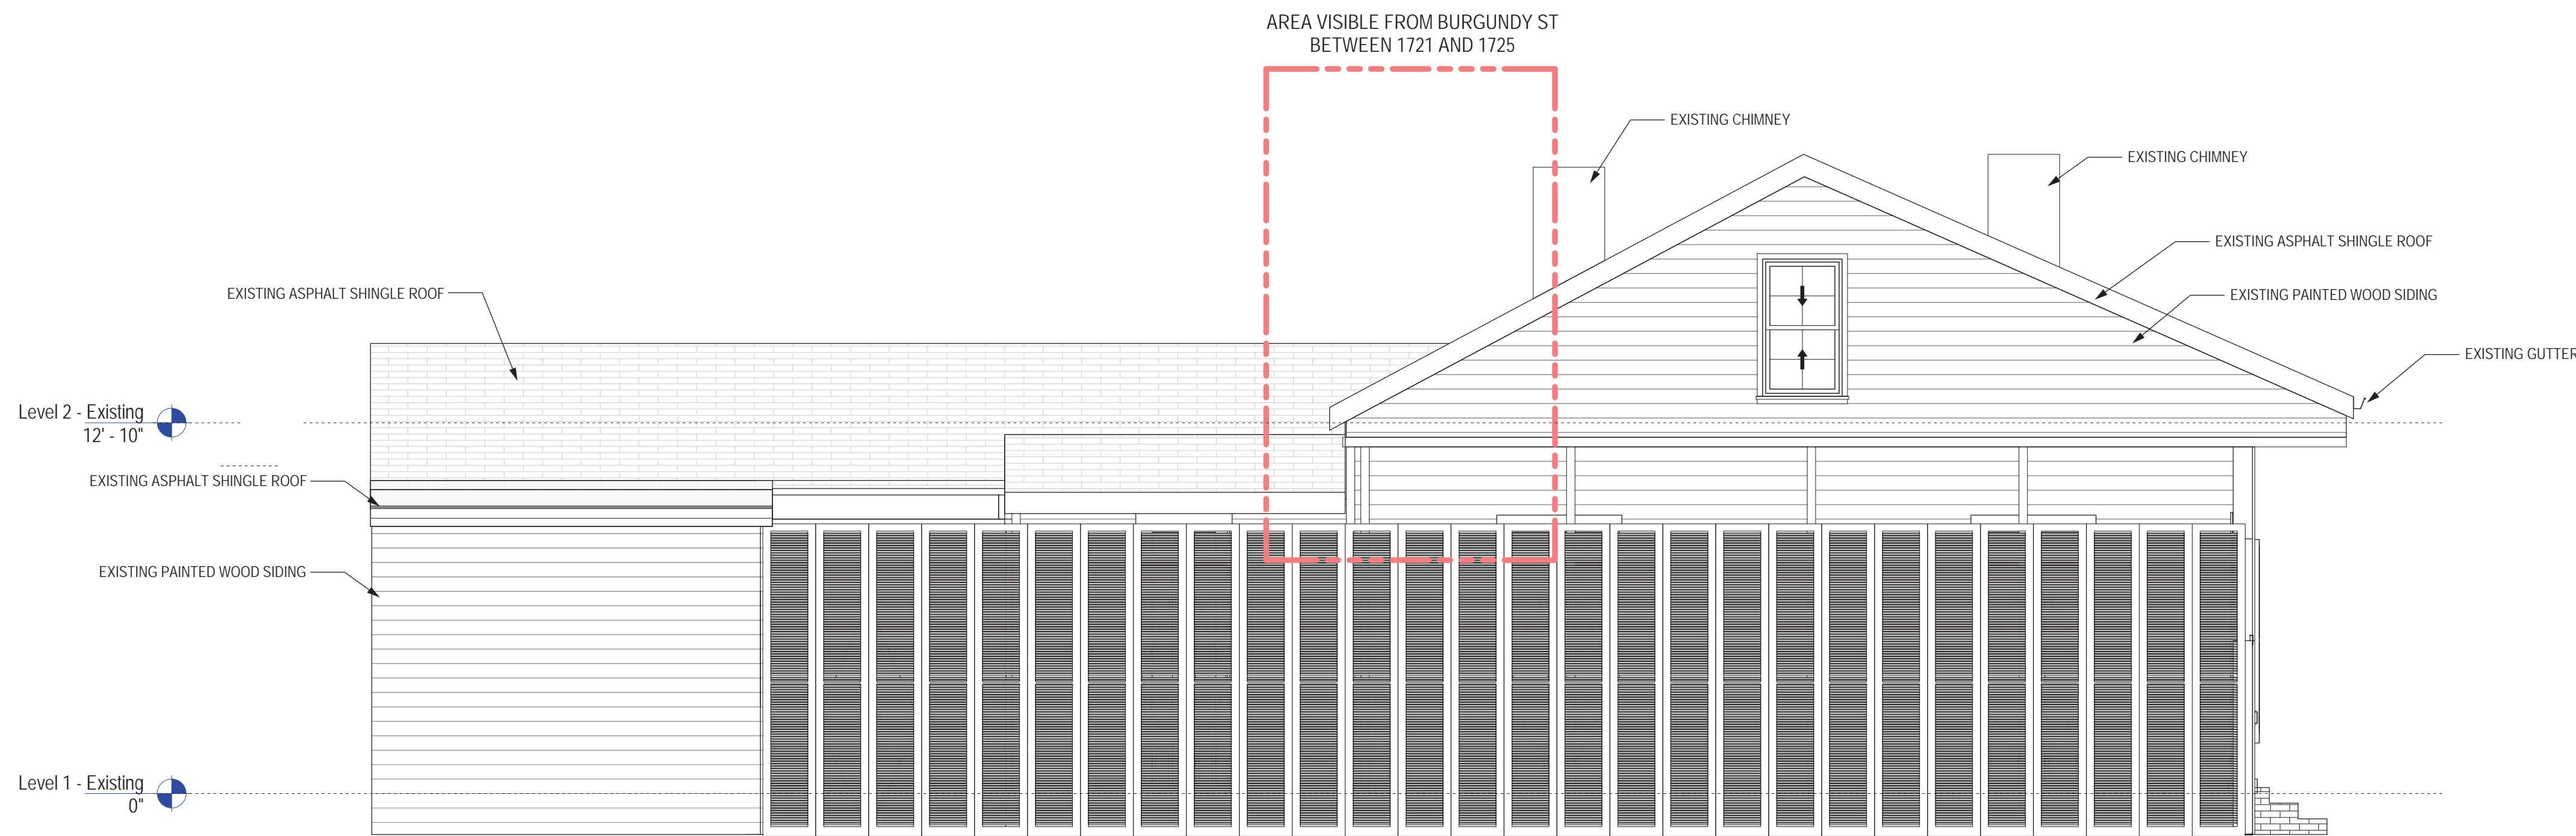 AREA VISIBLE FROM BURGUNDY ST
BETWEEN 1721 AND 1725
EXISTING CHIMNEY
EXISTING CHIMNEY
EXISTING ASPHALT SHINGLE ROOF
EXISTING ASPHALT SHINGLE ROOF
EXISTING PAINTED WOOD SIDING
EXISTING GUTTER
Level 2 - Existing
12' - 10"
EXISTING ASPHALT SHINGLE ROOF
EXISTING PAINTED WOOD SIDING
Level 1 - Existing
0"